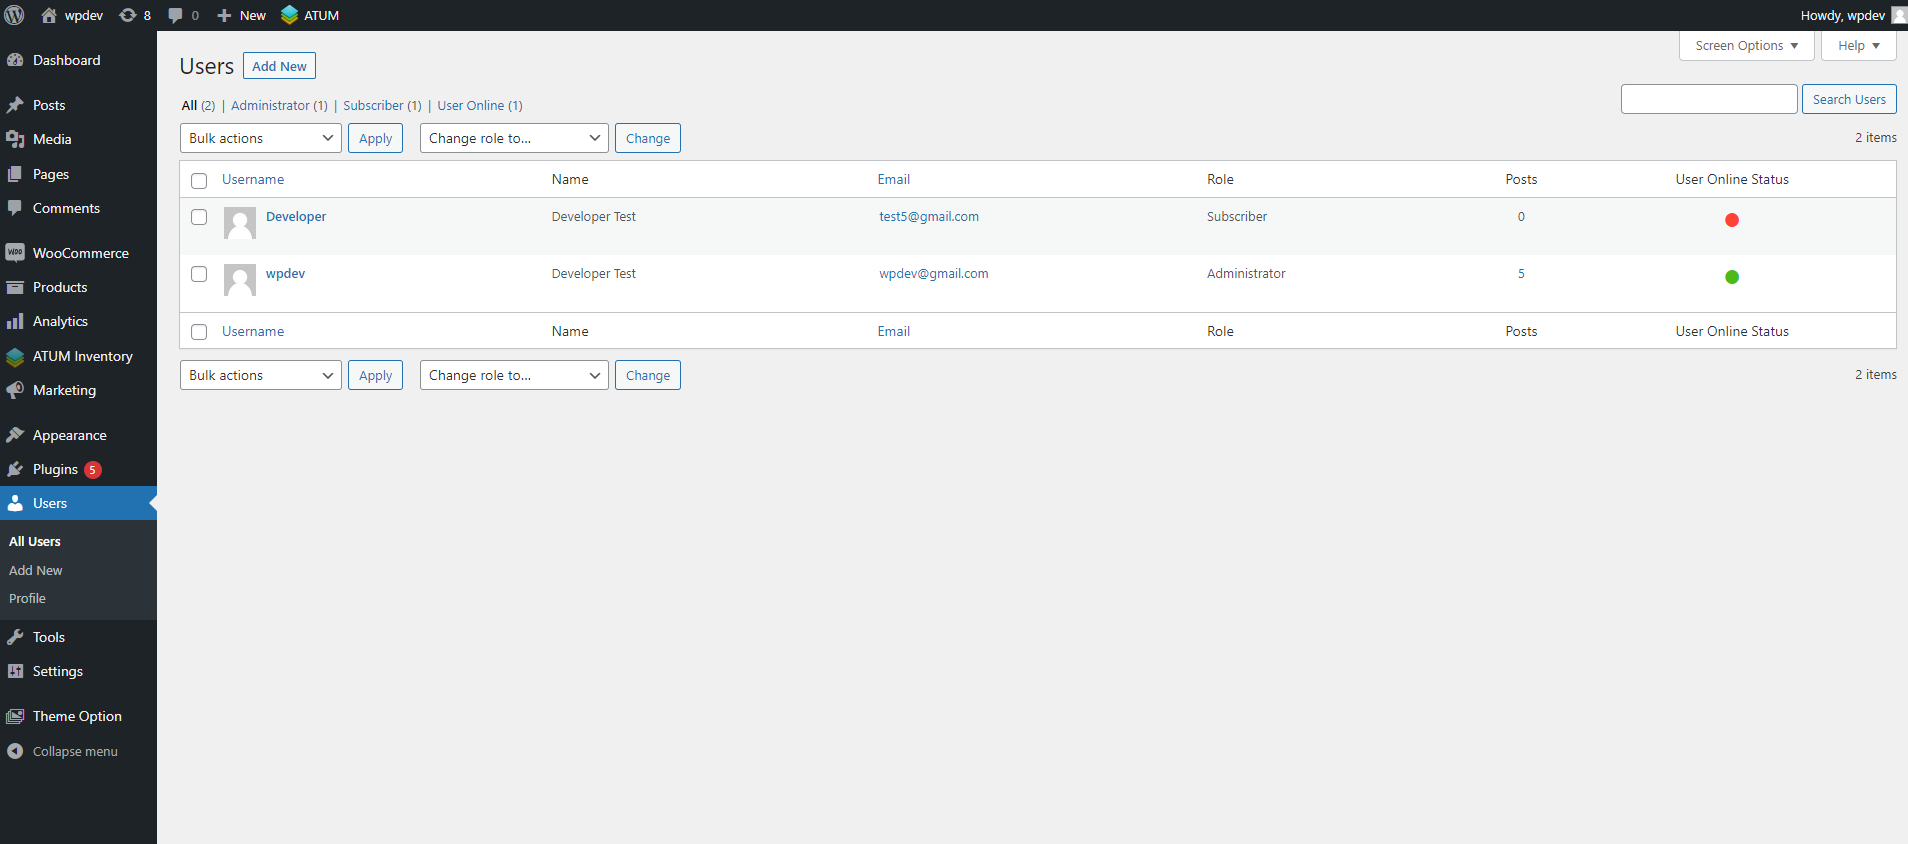 wpdev 8 0 New ATUM Howdy, wpdev
Dashboard
Posts
Media
Pages
Comments
WooCommerce
Products
Analytics
ATUM Inventory
Marketing
Appearance
Plugins 5
Users
All Users
Add New
Profile
Tools
Settings
Theme Option
Collapse menu
Screen Options Help
Users Add New
All (2) | Administrator (1) | Subscriber (1) | User Online (1)
Search Users
Bulk actions Apply Change role to... Change 2 items
Username Name Email Role Posts User Online Status
Developer Developer Test test5@gmail.com Subscriber 0
wpdev Developer Test wpdev@gmail.com Administrator 5
Username Name Email Role Posts User Online Status
Bulk actions Apply Change role to... Change 2 items